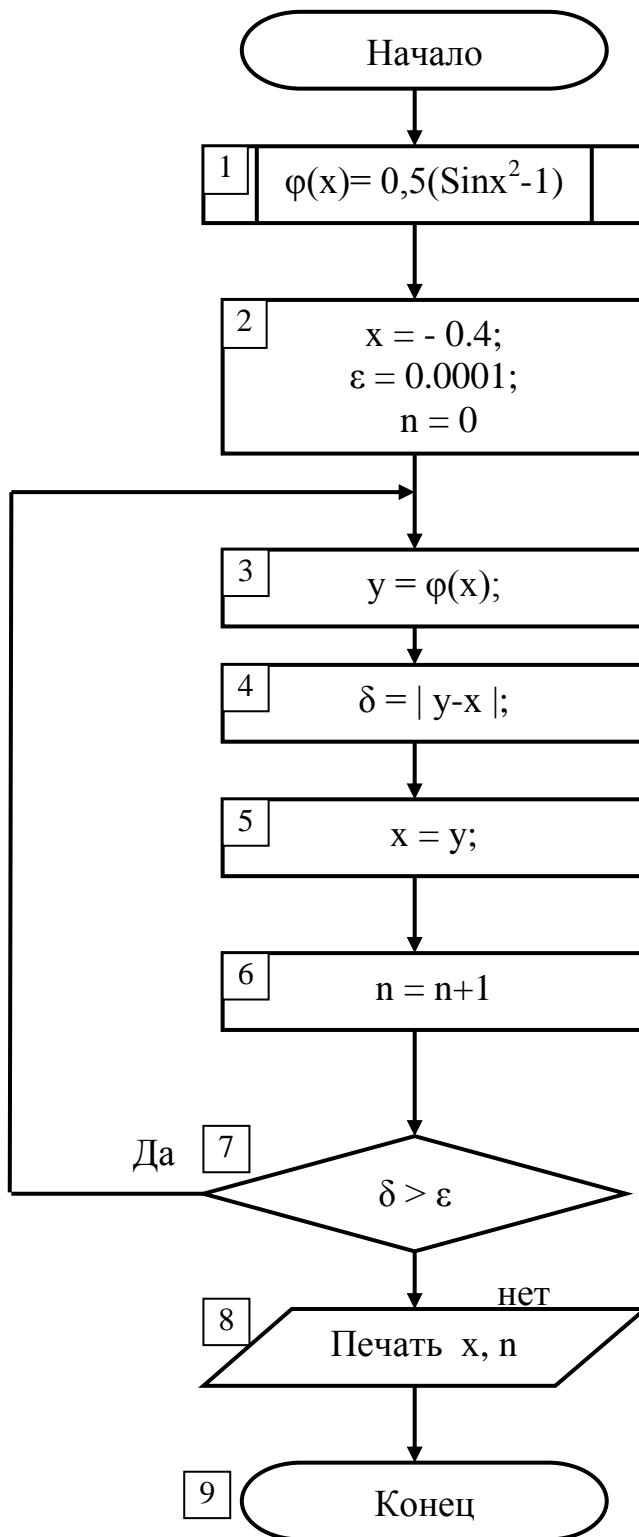 Начало
1
φ(x)= 0,5(Sinx²-1)
2
x = - 0.4;
ε = 0.0001;
n = 0
3
y = φ(x);
4
δ = | y-x |;
5
x = y;
6
n = n+1
Да
7
δ > ε
нет
8
Печать x, n
9
Конец